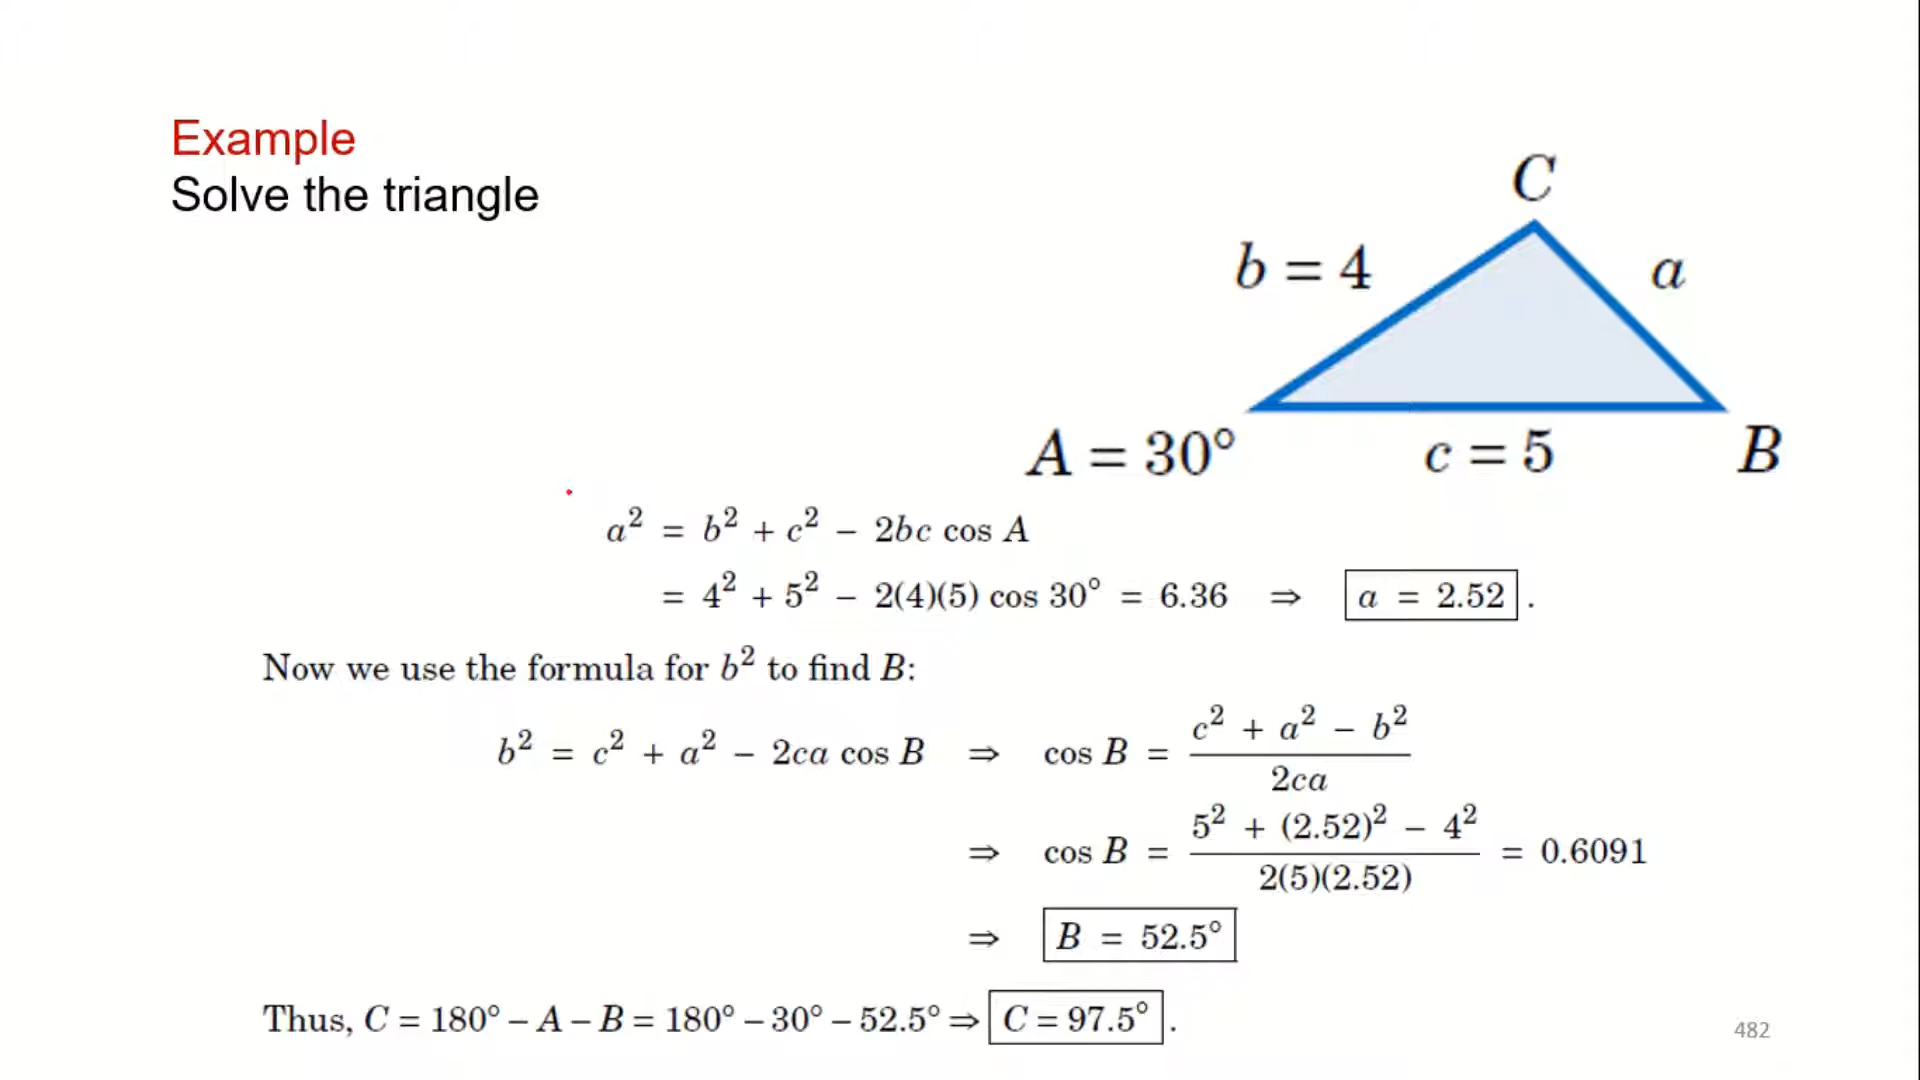 Example
Solve the triangle
C
b = 4
a
A = 30°
c = 5
B
a² = b² + c² − 2bc cos A
= 4² + 5² − 2(4)(5) cos 30° = 6.36 ⇒ a = 2.52 .
Now we use the formula for b² to find B:
b² = c² + a² − 2ca cos B ⇒ cos B = (c² + a² − b²) / 2ca
⇒ cos B = (5² + (2.52)² − 4²) / 2(5)(2.52) = 0.6091
⇒ B = 52.5°
Thus, C = 180° − A − B = 180° − 30° − 52.5° ⇒ C = 97.5° .
482